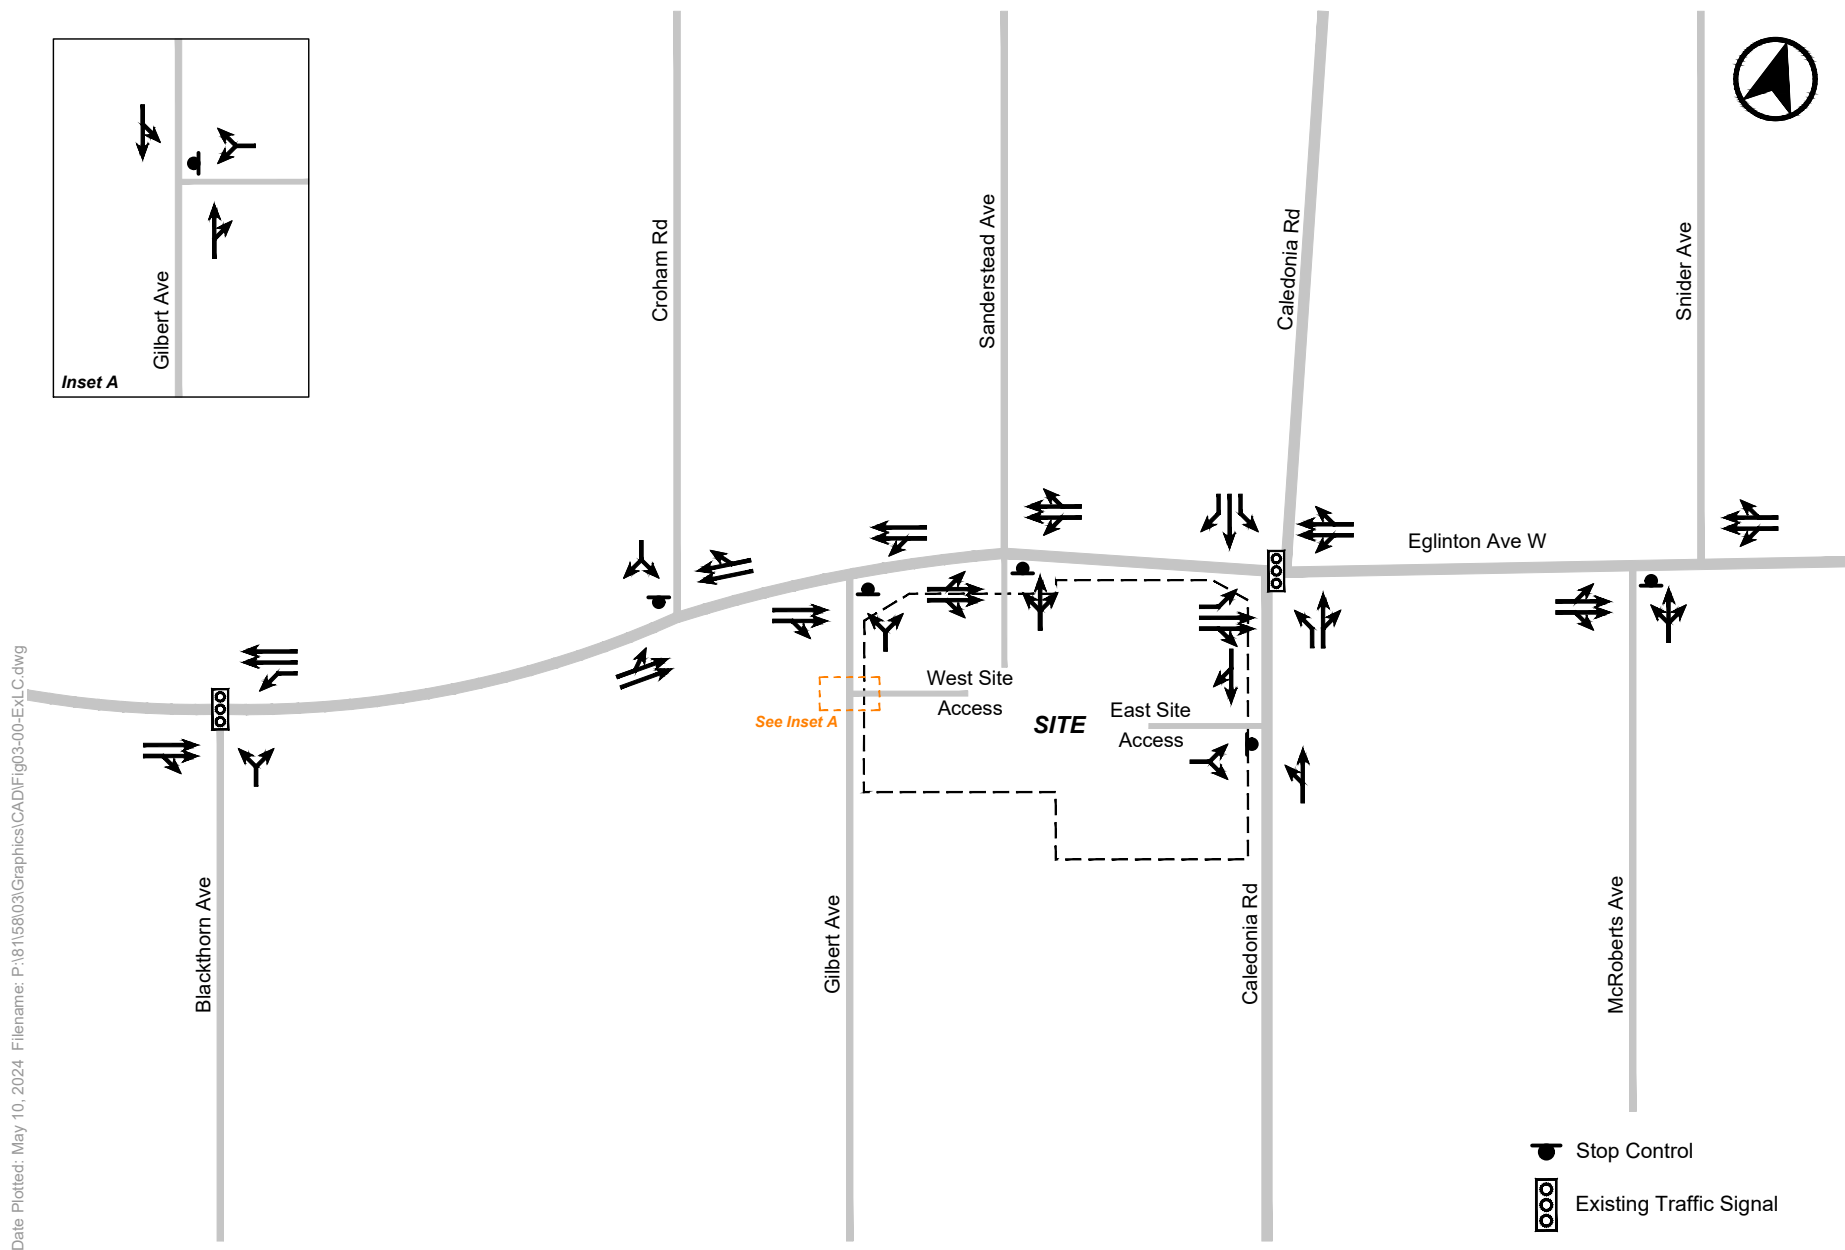 Inset A
Gilbert Ave
Croham Rd
Sanderstead Ave
Caledonia Rd
Snider Ave
Eglinton Ave W
West Site
Access
See Inset A
SITE
East Site
Access
Blackthorn Ave
Gilbert Ave
Caledonia Rd
McRoberts Ave
Stop Control
Existing Traffic Signal
Date Plotted: May 10, 2024 Filename: P:\81\58\03\Graphics\CAD\Fig03-00-ExLC.dwg